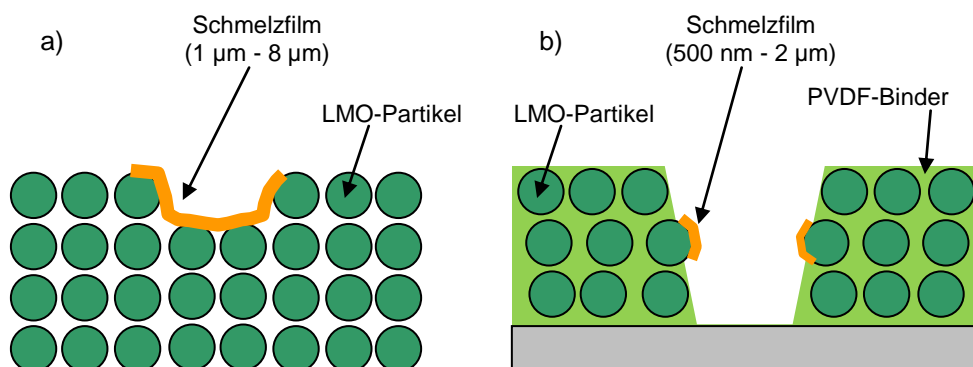 a)
Schmelzfilm
(1 µm - 8 µm)
LMO-Partikel
b)
Schmelzfilm
(500 nm - 2 µm)
LMO-Partikel
PVDF-Binder